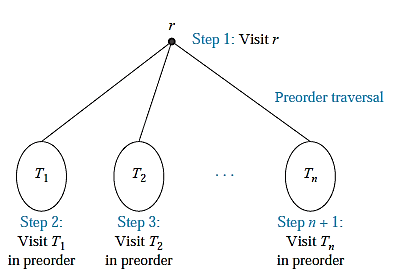 r
Step 1: Visit r
Preorder traversal
T1
T2
. . .
Tn
Step 2:
Visit T1
in preorder
Step 3:
Visit T2
in preorder
Step n + 1:
Visit Tn
in preorder